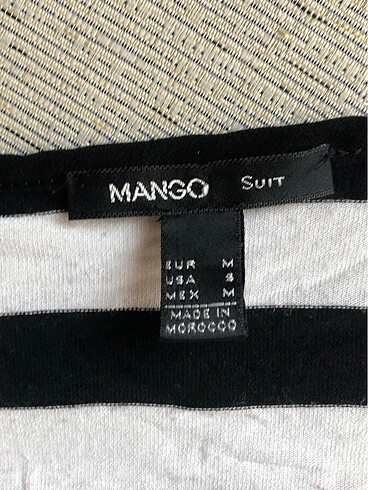 MANGO SUIT
EUR M
USA S
MEX M
MADE IN
MOROCCO